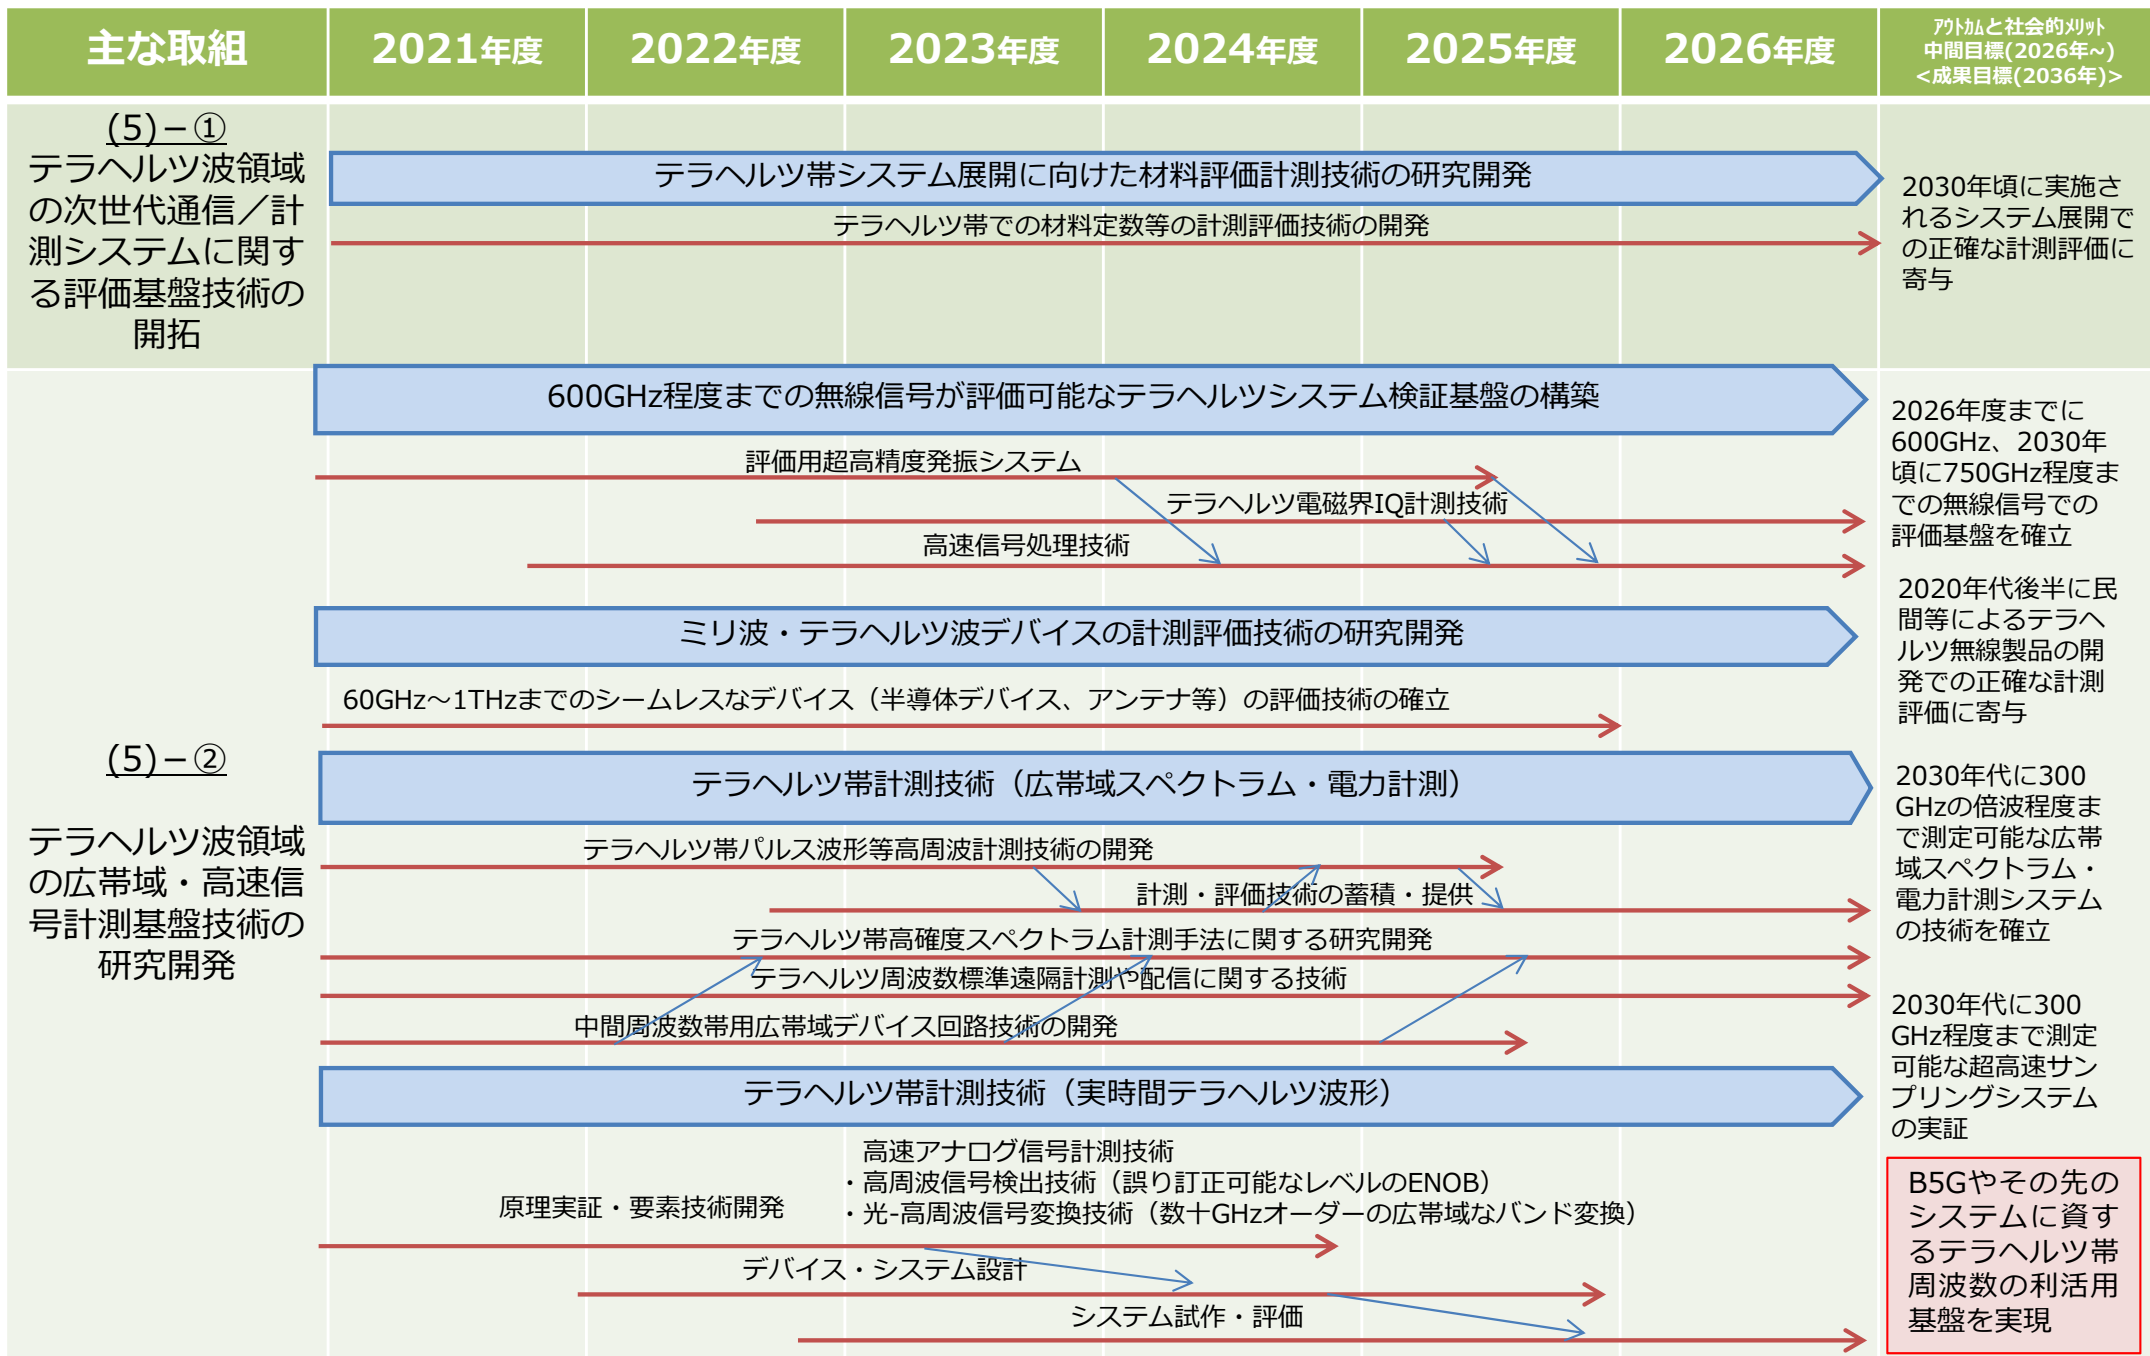 主な取組
2021年度
2022年度
2023年度
2024年度
2025年度
2026年度
ｱｳﾄｶﾑと社会的ﾒﾘｯﾄ
中間目標(2026年~)
<成果目標(2036年)>
(5)－①
テラヘルツ波領域
の次世代通信／計
測システムに関す
る評価基盤技術の
開拓
テラヘルツ帯システム展開に向けた材料評価計測技術の研究開発
テラヘルツ帯での材料定数等の計測評価技術の開発
2030年頃に実施さ
れるシステム展開で
の正確な計測評価に
寄与
(5)－②
テラヘルツ波領域
の広帯域・高速信
号計測基盤技術の
研究開発
600GHz程度までの無線信号が評価可能なテラヘルツシステム検証基盤の構築
評価用超高精度発振システム
テラヘルツ電磁界IQ計測技術
高速信号処理技術
2026年度までに
600GHz、2030年
頃に750GHz程度ま
での無線信号での
評価基盤を確立
ミリ波・テラヘルツ波デバイスの計測評価技術の研究開発
60GHz～1THzまでのシームレスなデバイス（半導体デバイス、アンテナ等）の評価技術の確立
2020年代後半に民
間等によるテラヘ
ルツ無線製品の開
発での正確な計測
評価に寄与
テラヘルツ帯計測技術（広帯域スペクトラム・電力計測）
テラヘルツ帯パルス波形等高周波計測技術の開発
計測・評価技術の蓄積・提供
テラヘルツ帯高確度スペクトラム計測手法に関する研究開発
テラヘルツ周波数標準遠隔計測や配信に関する技術
中間周波数帯用広帯域デバイス回路技術の開発
2030年代に300
GHzの倍波程度ま
で測定可能な広帯
域スペクトラム・
電力計測システム
の技術を確立
テラヘルツ帯計測技術（実時間テラヘルツ波形）
高速アナログ信号計測技術
・高周波信号検出技術（誤り訂正可能なレベルのENOB）
・光-高周波信号変換技術（数十GHzオーダーの広帯域なバンド変換）
原理実証・要素技術開発
デバイス・システム設計
システム試作・評価
2030年代に300
GHz程度まで測定
可能な超高速サン
プリングシステム
の実証
B5Gやその先の
システムに資す
るテラヘルツ帯
周波数の利活用
基盤を実現